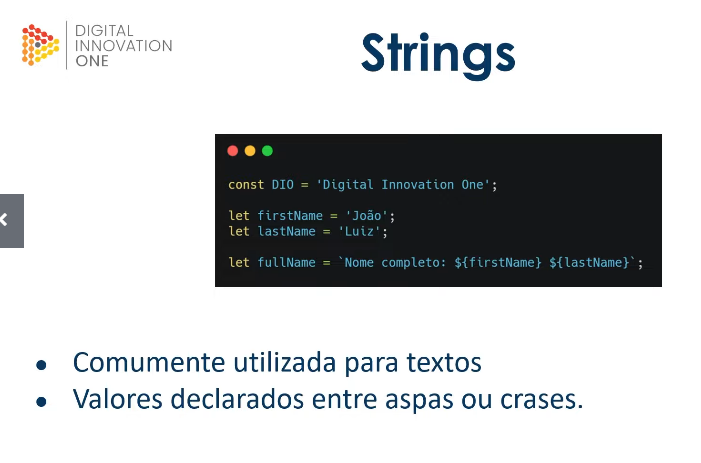 DIGITAL
INNOVATION
ONE
Strings
const DIO = 'Digital Innovation One';
let firstName = 'João';
let lastName = 'Luiz';
let fullName = `Nome completo: ${firstName} ${lastName}`;
● Comumente utilizada para textos
● Valores declarados entre aspas ou crases.